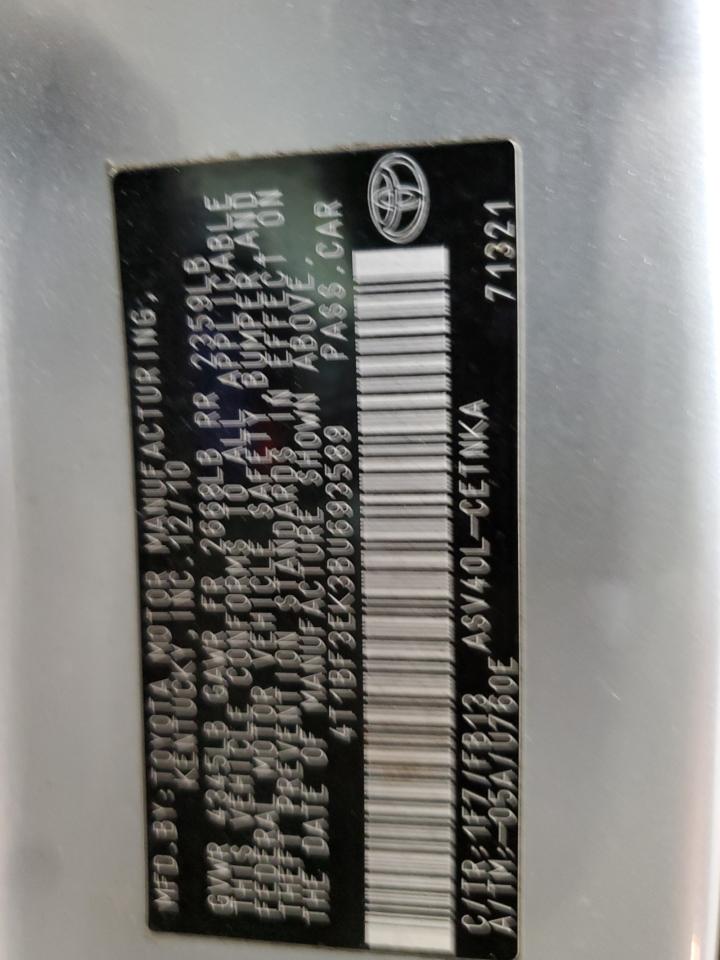 MFD.BY:TOYOTA MOTOR MANUFACTURING,
KENTUCKY,INC. 12/10
GVWR 4345LB GAWR FR 2668LB RR 2359LB
THIS VEHICLE CONFORMS TO ALL APPLICABLE
FEDERAL MOTOR VEHICLE SAFETY,BUMPER,AND
THEFT PREVENTION STANDARDS IN EFFECT ON
THE DATE OF MANUFACTURE SHOWN ABOVE.
4T1BF3EK3BU693589 PASS.CAR
C/TR:1F7/FB13 ASV40L-CETNKA
A/TM:-05A/U760E 71321